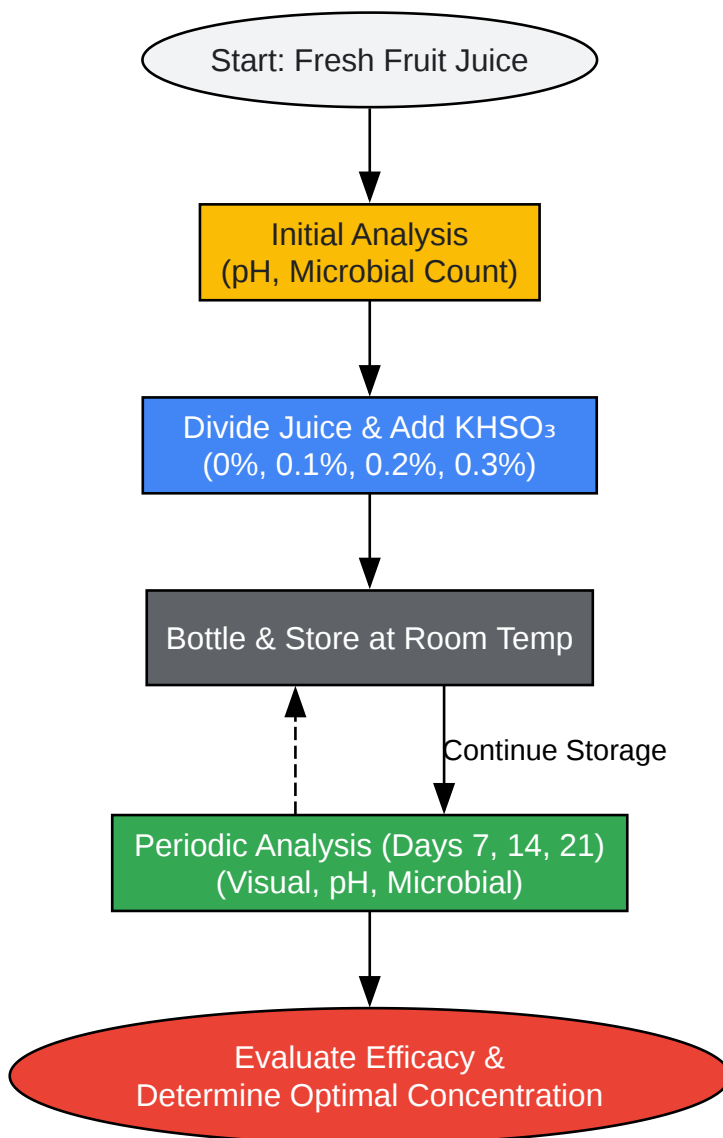 Start: Fresh Fruit Juice
Initial Analysis
(pH, Microbial Count)
Divide Juice & Add KHSO₃
(0%, 0.1%, 0.2%, 0.3%)
Bottle & Store at Room Temp
Continue Storage
Periodic Analysis (Days 7, 14, 21)
(Visual, pH, Microbial)
Evaluate Efficacy &
Determine Optimal Concentration